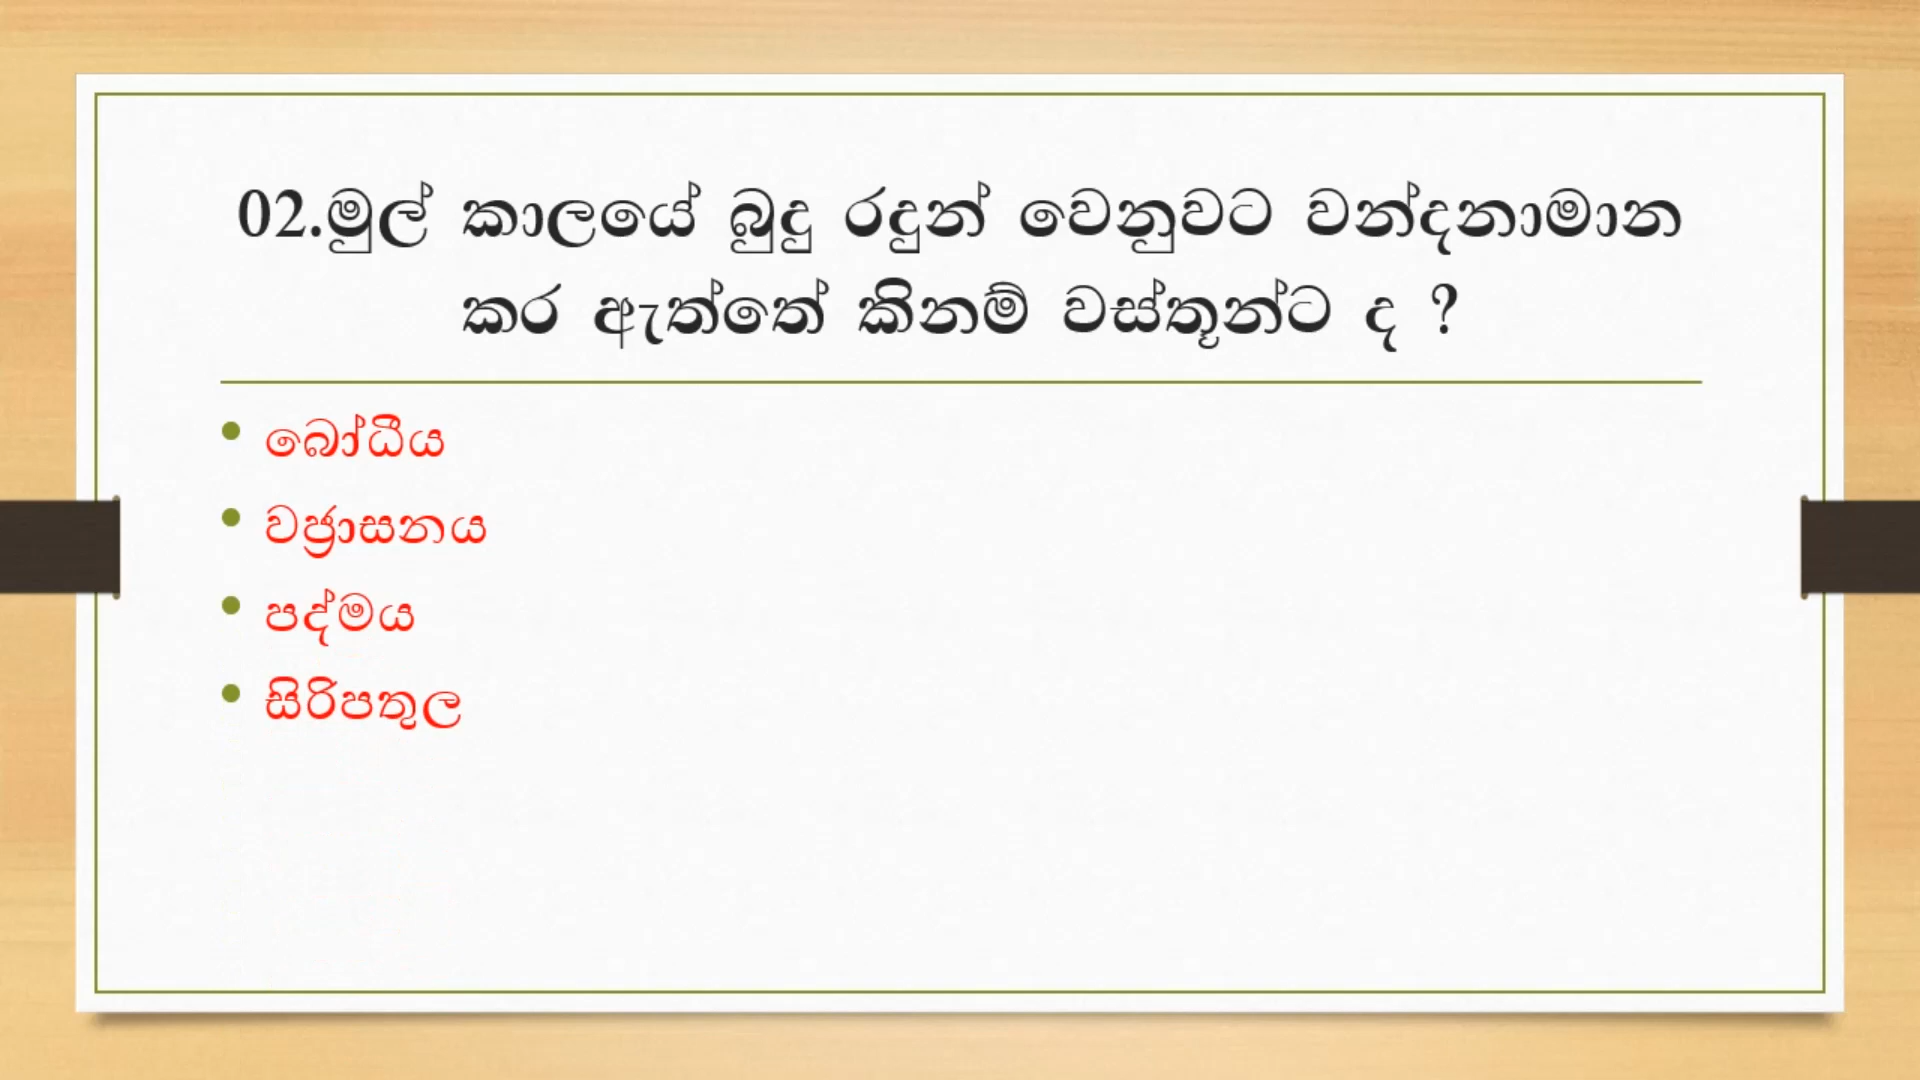 02.මුල් කාලයේ බුදු රදුන් වෙනුවට වන්දනාමාන
කර ඇත්තේ කිනම් වස්තූන්ට ද ?
• බෝධීය
• වජ්‍රාසනය
• පද්මය
• සිරිපතුල